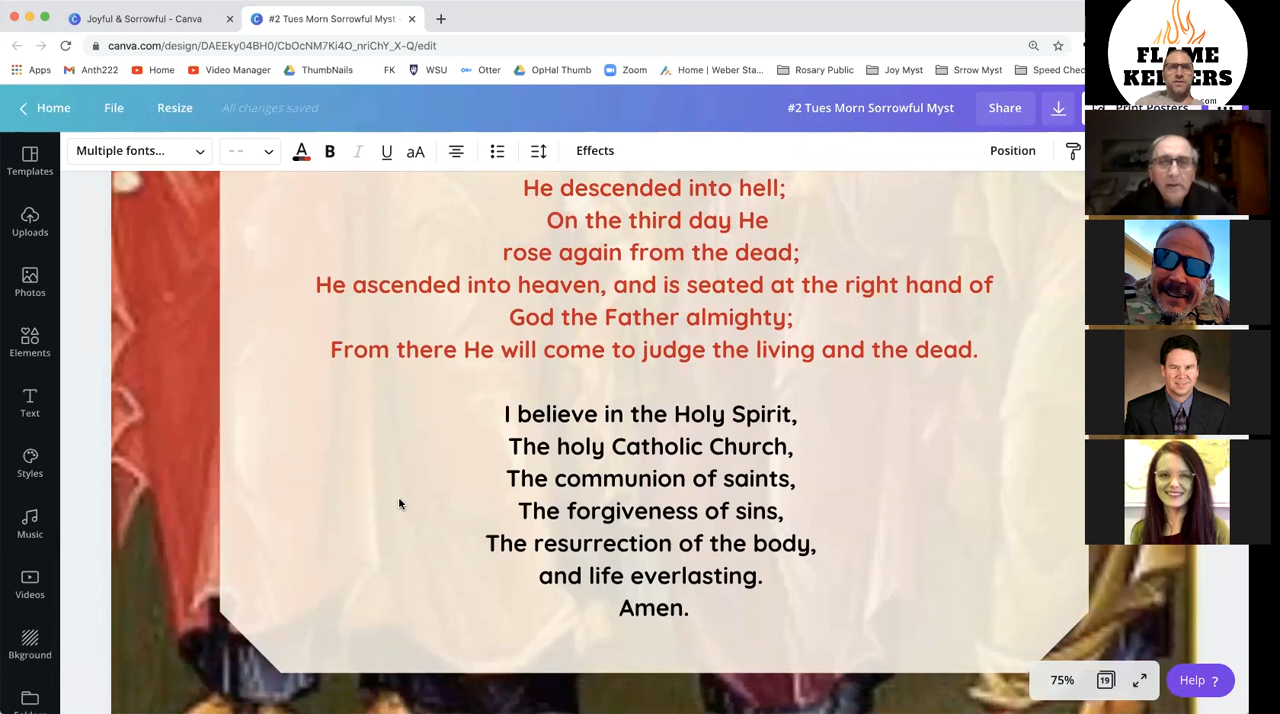 Joyful & Sorrowful - Canva
#2 Tues Morn Sorrowful Myst -
canva.com/design/DAEEky04BH0/CbOcNM7Ki4O_nriChY_X-Q/edit
Apps Anth222 Home Video Manager ThumbNails FK WSU Otter OpHal Thumb Zoom Home | Weber Sta... Rosary Public Joy Myst Srrow Myst Speed Chec
Home File Resize All changes saved #2 Tues Morn Sorrowful Myst Share Print Posters
FLAME
KEEPERS
.com
Multiple fonts... -- A B I U aA Effects Position
Templates
Uploads
Photos
Elements
Text
Styles
Music
Videos
Bkground
He descended into hell;
On the third day He
rose again from the dead;
He ascended into heaven, and is seated at the right hand of
God the Father almighty;
From there He will come to judge the living and the dead.
I believe in the Holy Spirit,
The holy Catholic Church,
The communion of saints,
The forgiveness of sins,
The resurrection of the body,
and life everlasting.
Amen.
75% 19 Help ?